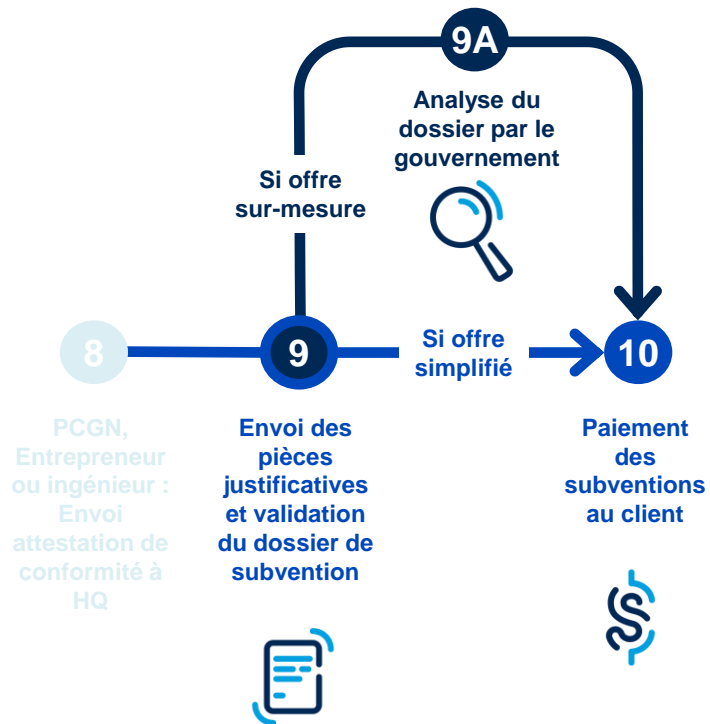 9A
Analyse du
dossier par le
gouvernement
Si offre
sur-mesure
8
9
Si offre
simplifié
10
PCGN,
Entrepreneur
ou ingénieur :
Envoi
attestation de
conformité à
HQ
Envoi des
pièces
justificatives
et validation
du dossier de
subvention
Paiement
des
subventions
au client
$